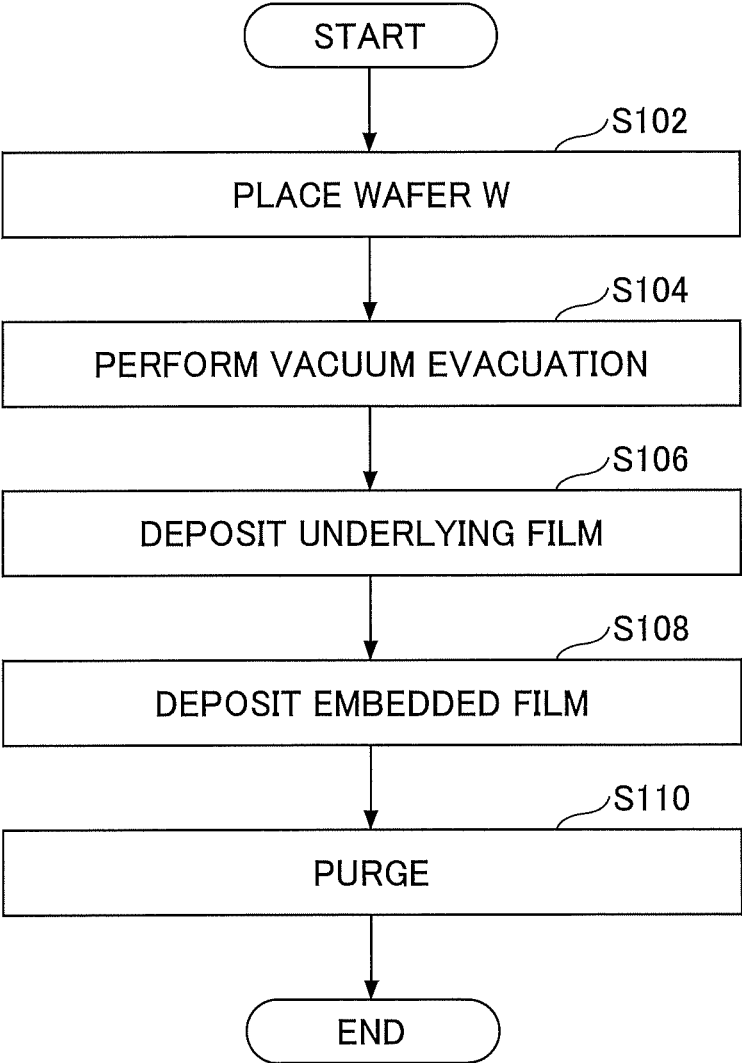 START
S102
PLACE WAFER W
S104
PERFORM VACUUM EVACUATION
S106
DEPOSIT UNDERLYING FILM
S108
DEPOSIT EMBEDDED FILM
S110
PURGE
END